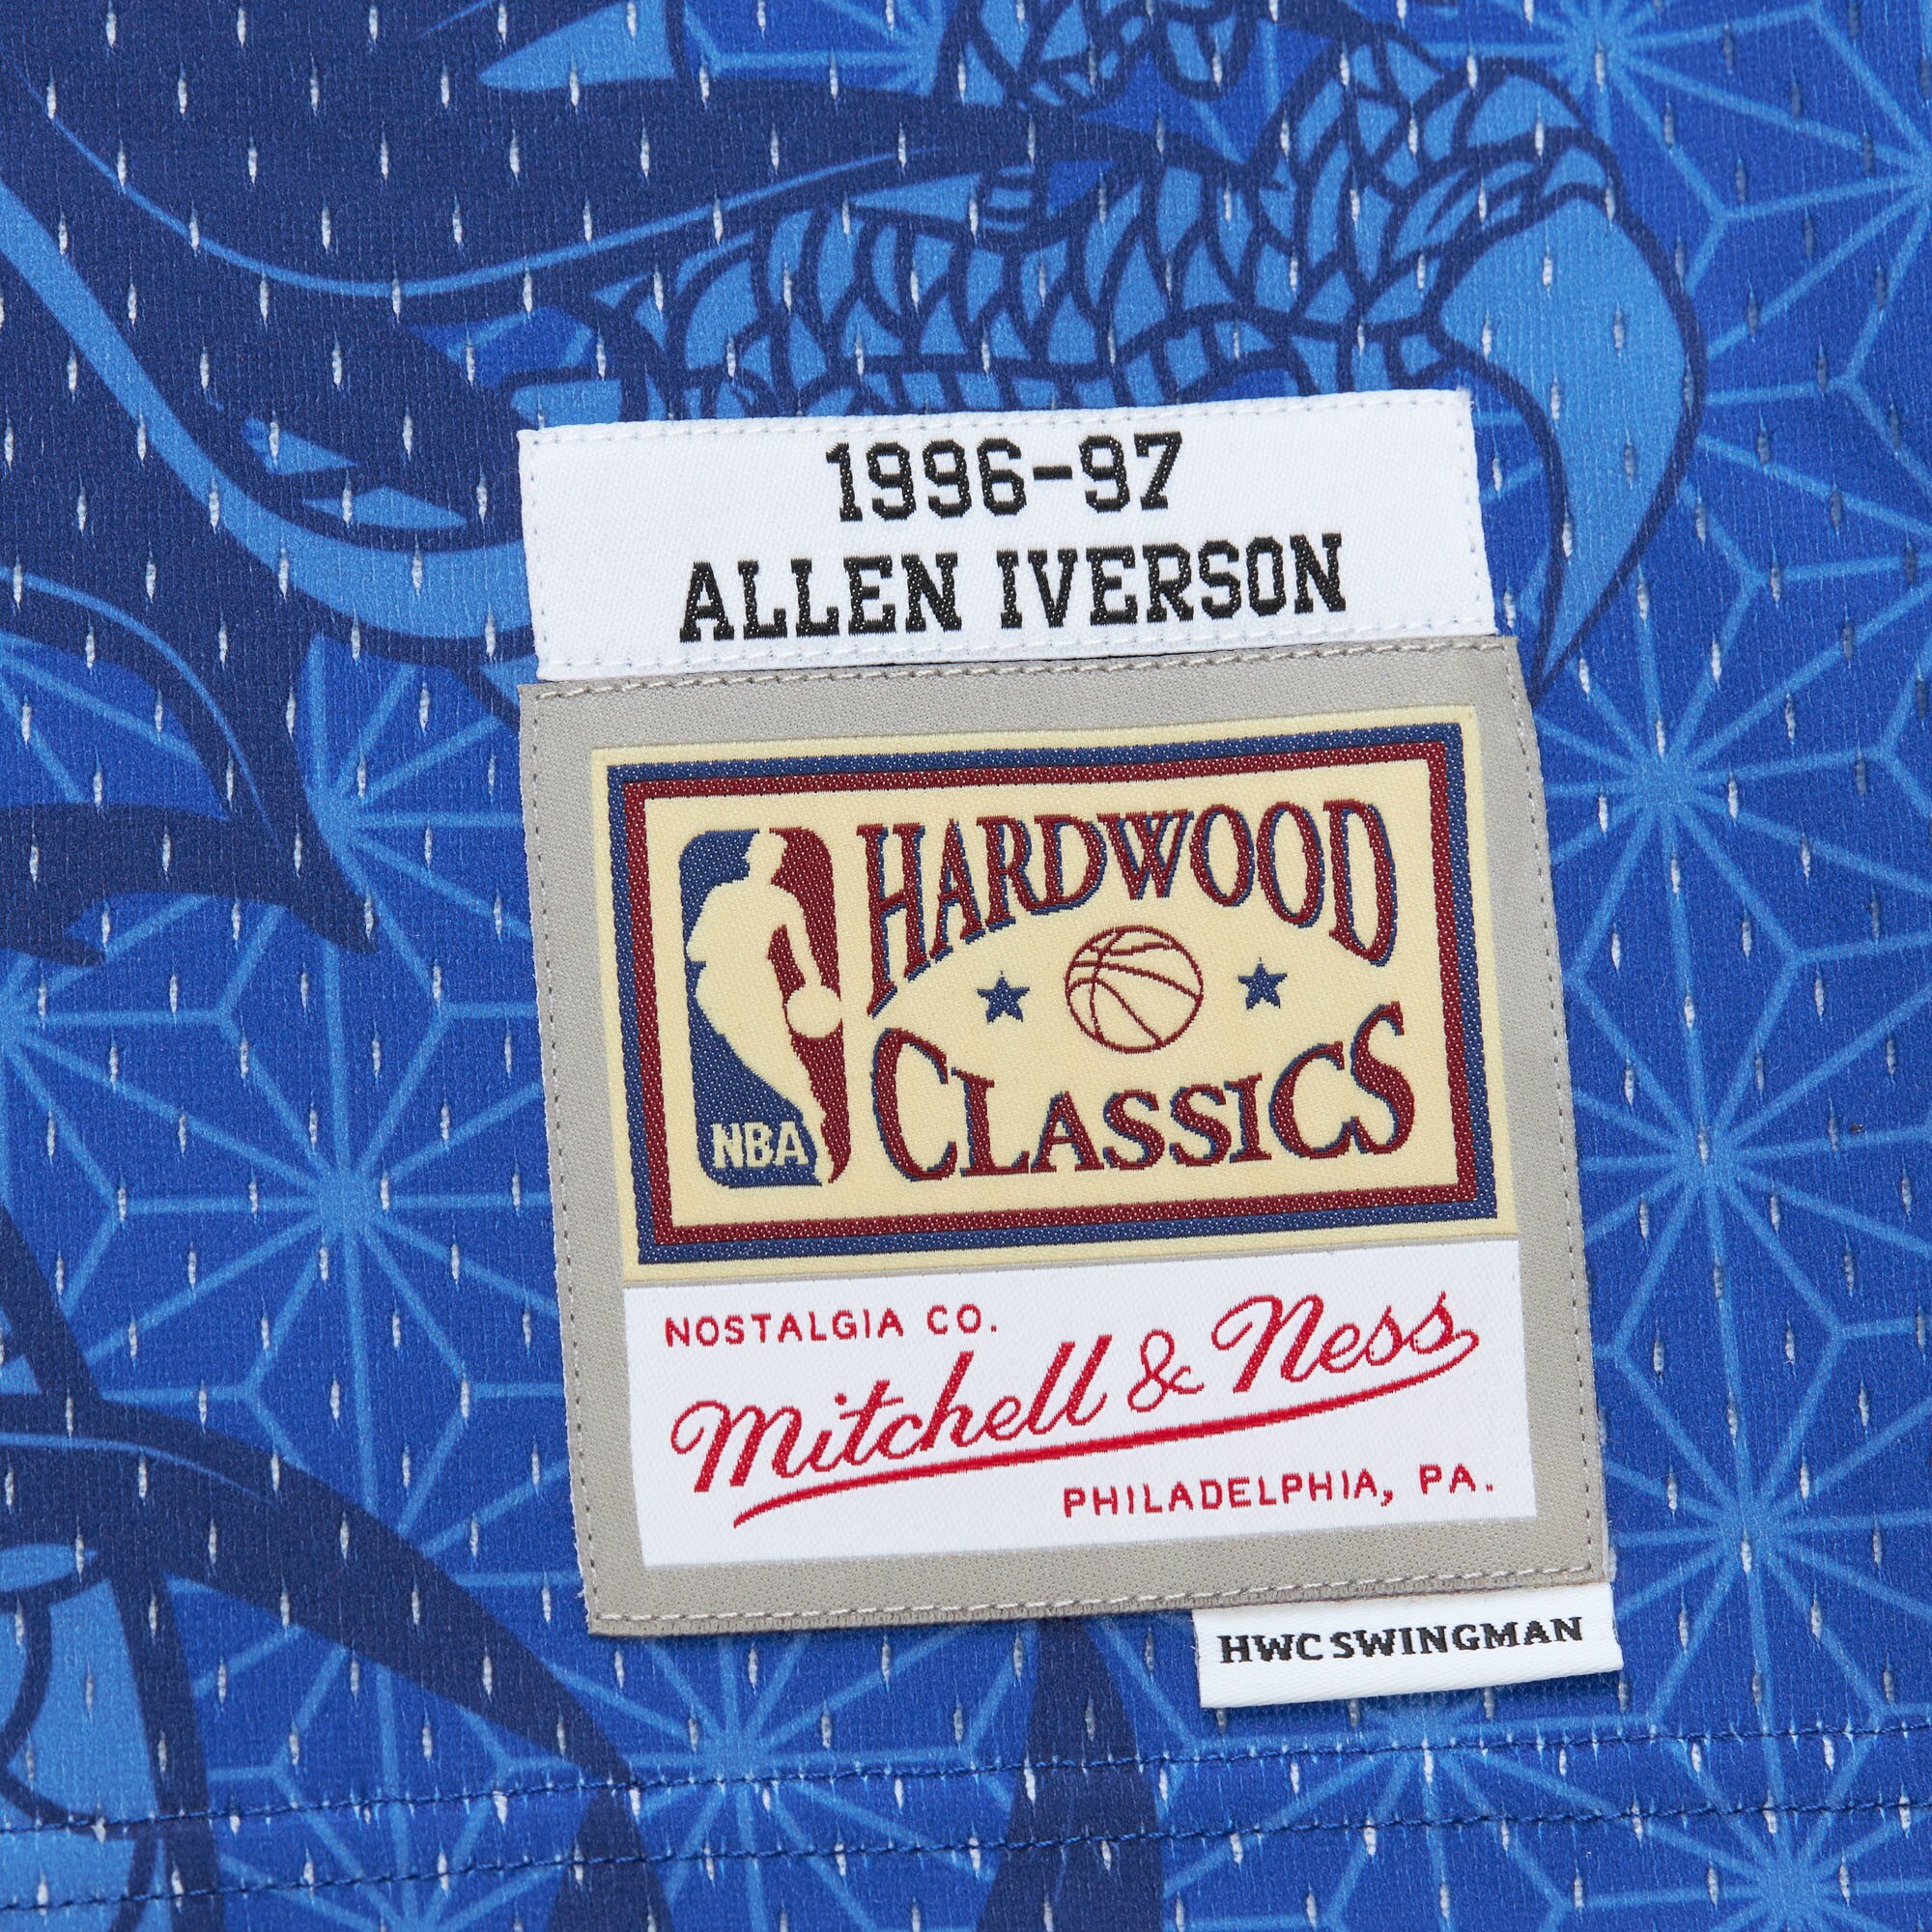 1996-97
ALLEN IVERSON
HARDWOOD
CLASSICS
NBA
NOSTALGIA CO.
Mitchell & Ness
PHILADELPHIA, PA.
HWC SWINGMAN